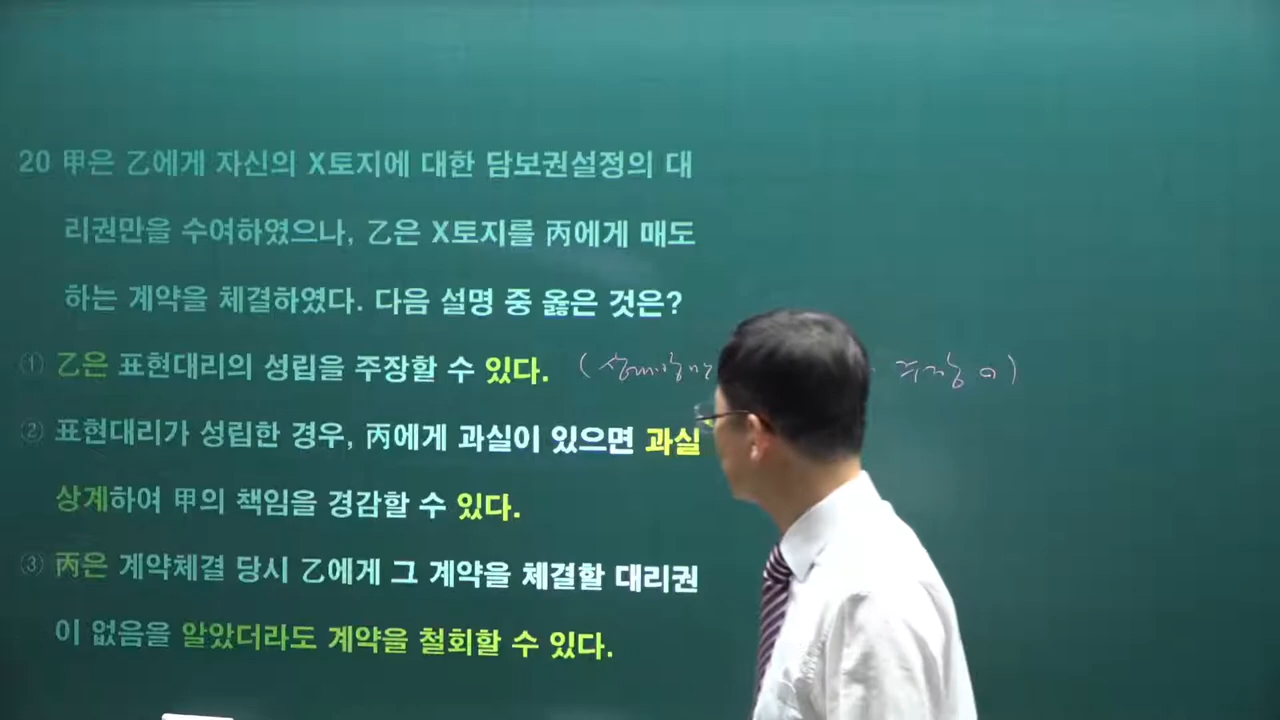 20 甲은 乙에게 자신의 X토지에 대한 담보권설정의 대
리권만을 수여하였으나, 乙은 X토지를 丙에게 매도
하는 계약을 체결하였다. 다음 설명 중 옳은 것은?
① 乙은 표현대리의 성립을 주장할 수 있다. (상대방만 주장 o)
② 표현대리가 성립한 경우, 丙에게 과실이 있으면 과실
상계하여 甲의 책임을 경감할 수 있다.
③ 丙은 계약체결 당시 乙에게 그 계약을 체결할 대리권
이 없음을 알았더라도 계약을 철회할 수 있다.